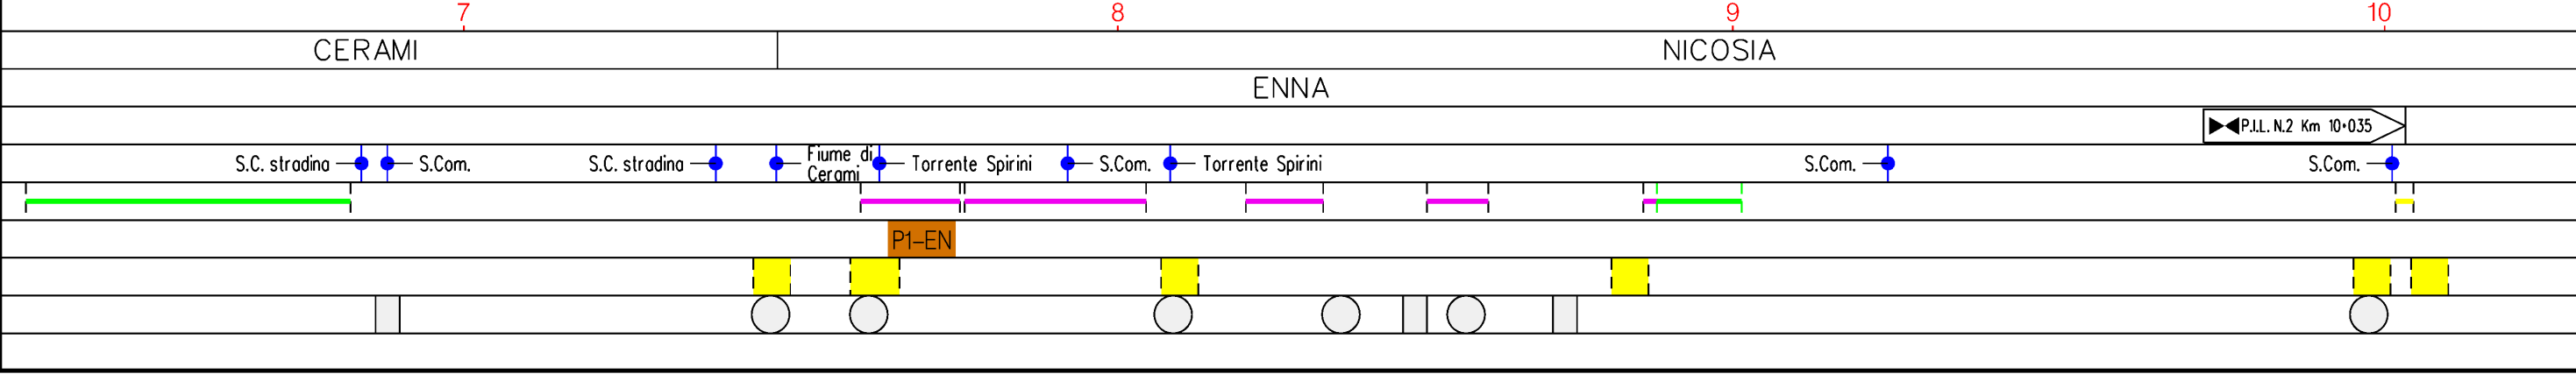 7 8 9 10
CERAMI NICOSIA
ENNA
P.I.L. N.2 Km 10+035
S.C. stradina S.Com. S.C. stradina Fiume di Torrente Spirini S.Com. Torrente Spirini S.Com. S.Com.
Cerami
P1-EN